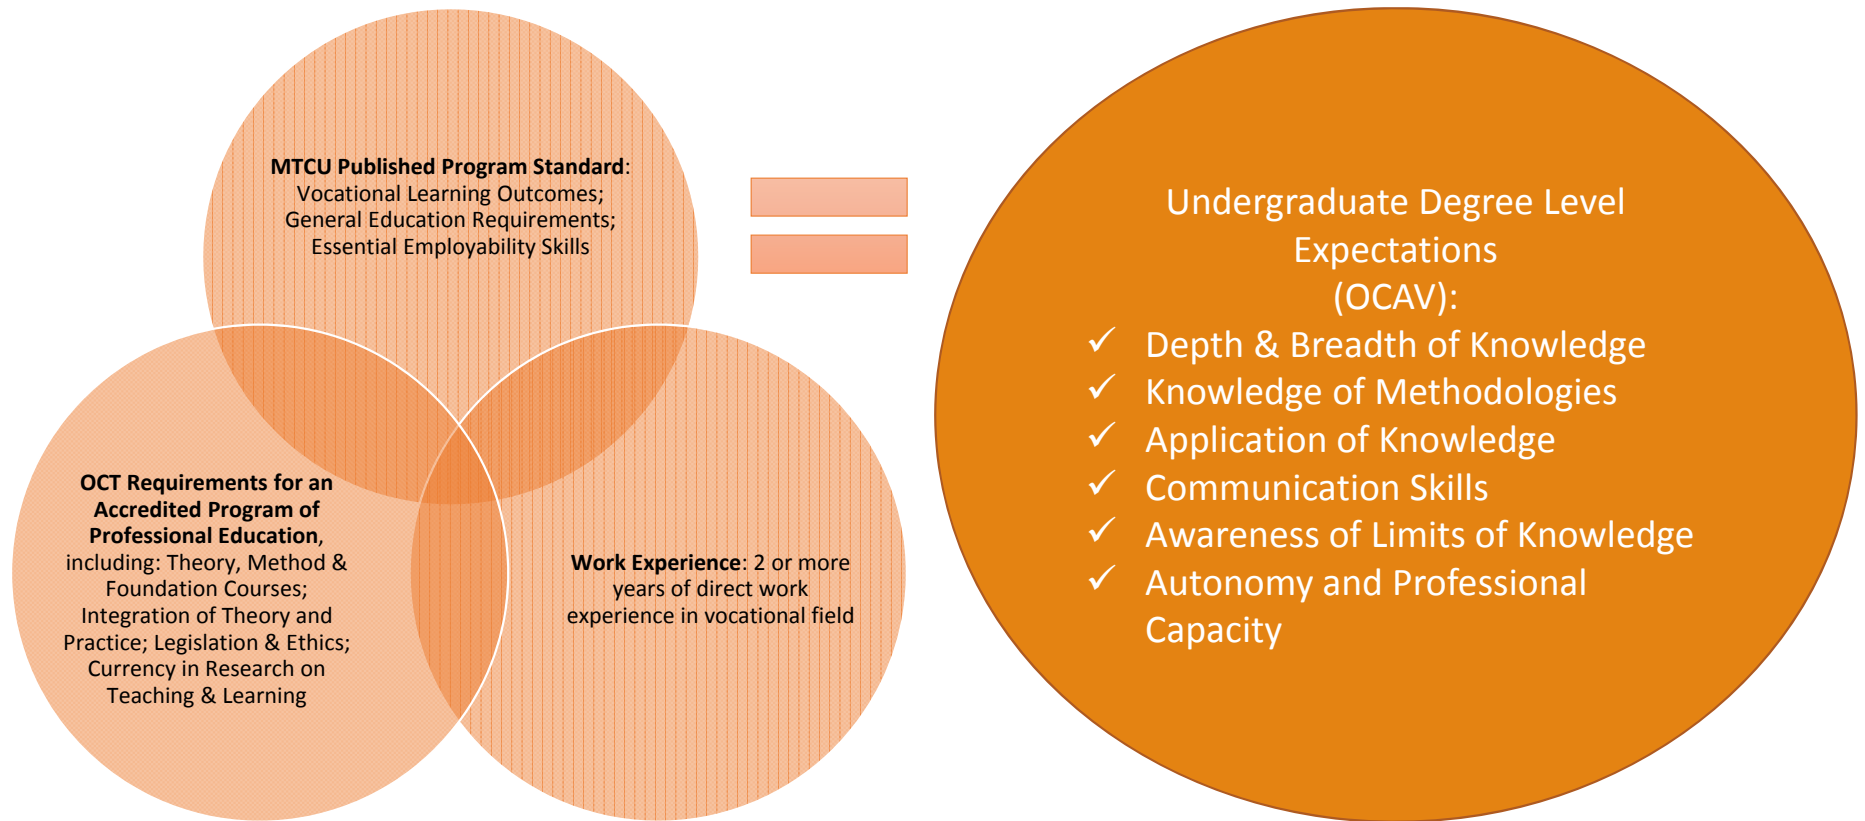 MTCU Published Program Standard:
Vocational Learning Outcomes;
General Education Requirements;
Essential Employability Skills
OCT Requirements for an
Accredited Program of
Professional Education,
including: Theory, Method &
Foundation Courses;
Integration of Theory and
Practice; Legislation & Ethics;
Currency in Research on
Teaching & Learning
Work Experience: 2 or more
years of direct work
experience in vocational field
Undergraduate Degree Level
Expectations
(OCAV):
✓ Depth & Breadth of Knowledge
✓ Knowledge of Methodologies
✓ Application of Knowledge
✓ Communication Skills
✓ Awareness of Limits of Knowledge
✓ Autonomy and Professional
Capacity